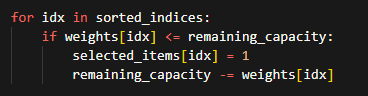 for idx in sorted_indices:
    if weights[idx] <= remaining_capacity:
        selected_items[idx] = 1
        remaining_capacity -= weights[idx]